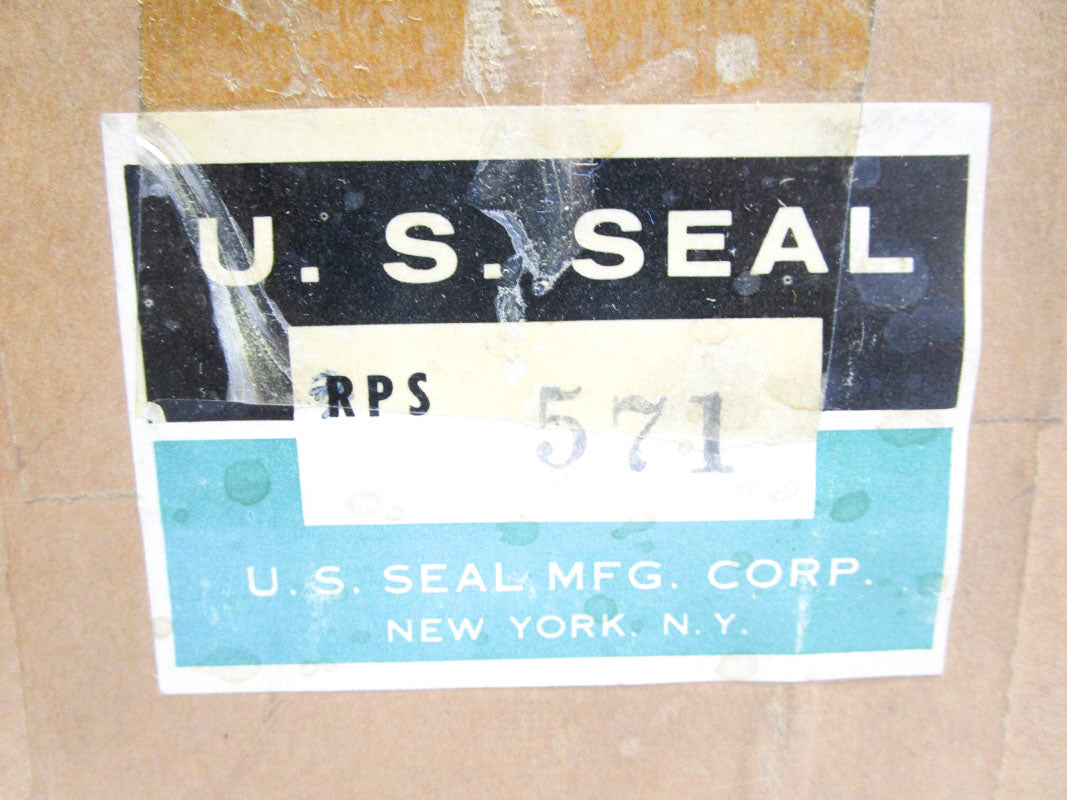 U. S. SEAL
RPS 571
U.S. SEAL MFG. CORP.
NEW YORK. N.Y.